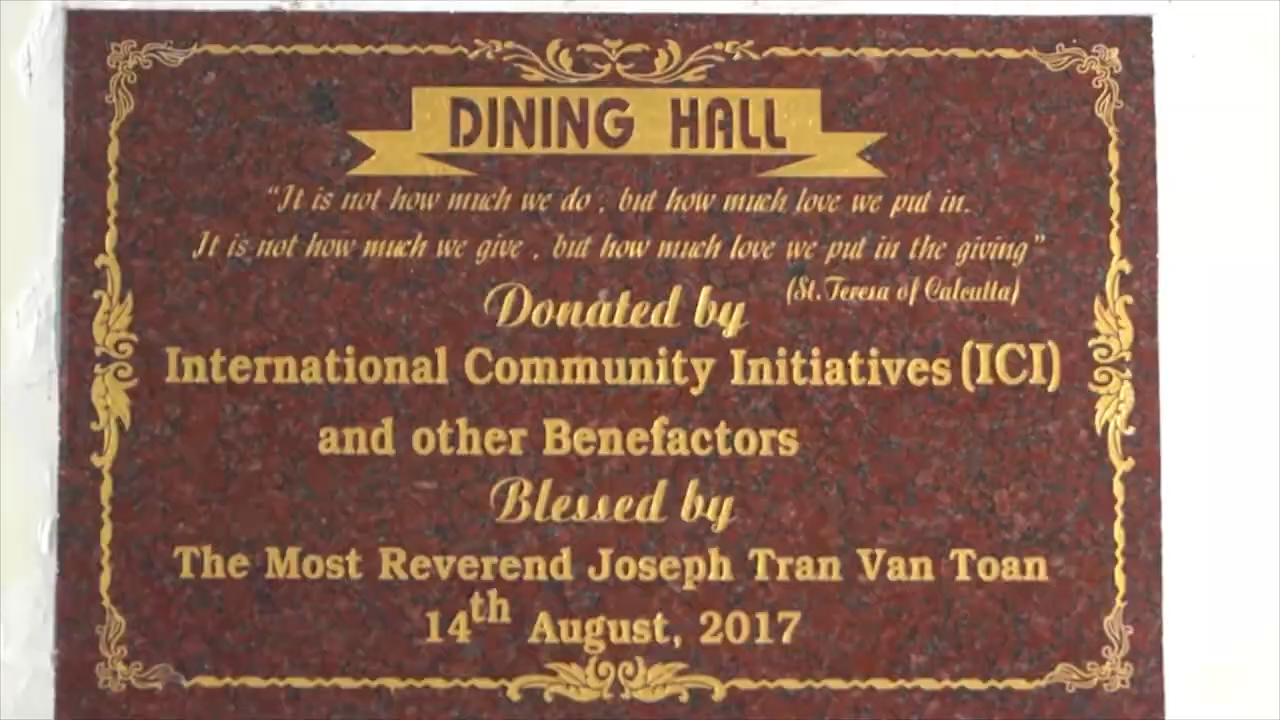 DINING HALL
"It is not how much we do , but how much love we put in.
It is not how much we give , but how much love we put in the giving"
(St. Teresa of Calcutta)
Donated by
International Community Initiatives (ICI)
and other Benefactors
Blessed by
The Most Reverend Joseph Tran Van Toan
14th August, 2017